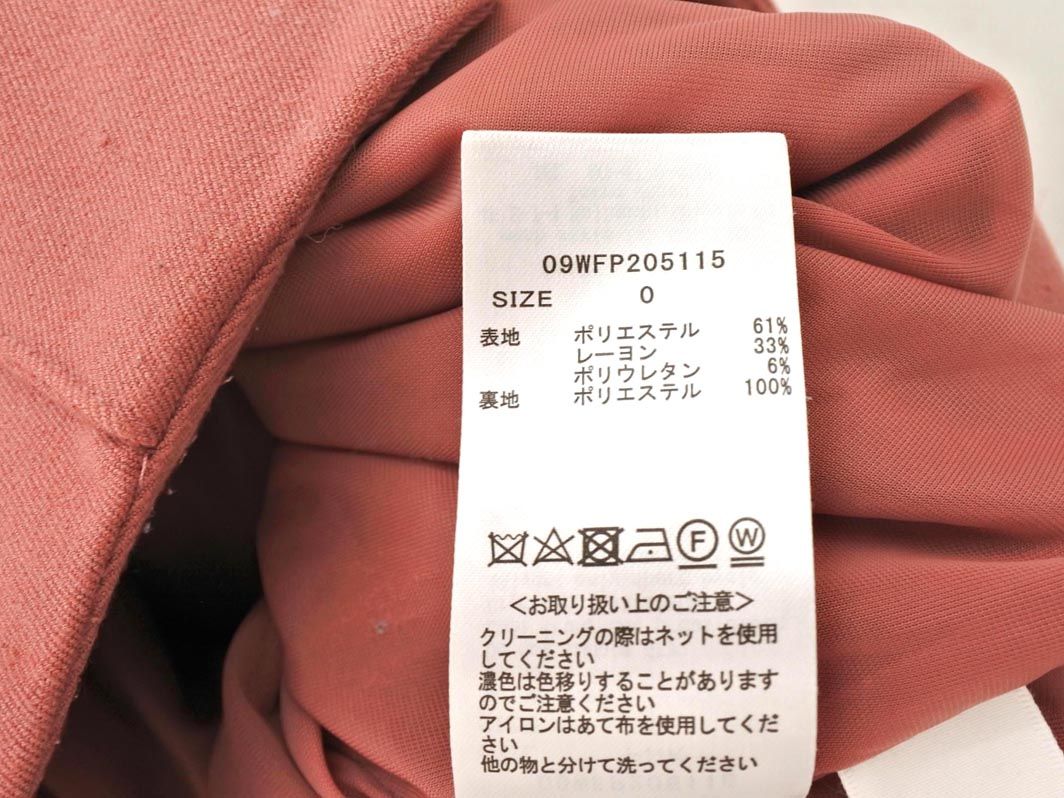 09WFP205115
SIZE 0
表地 ポリエステル 61%
レーヨン 33%
ポリウレタン 6%
裏地 ポリエステル 100%
F W
<お取り扱い上のご注意>
クリーニングの際はネットを使用
してください
濃色は色移りすることがあります
のでご注意ください
アイロンはあて布を使用してくだ
さい
他の物と分けて洗ってください